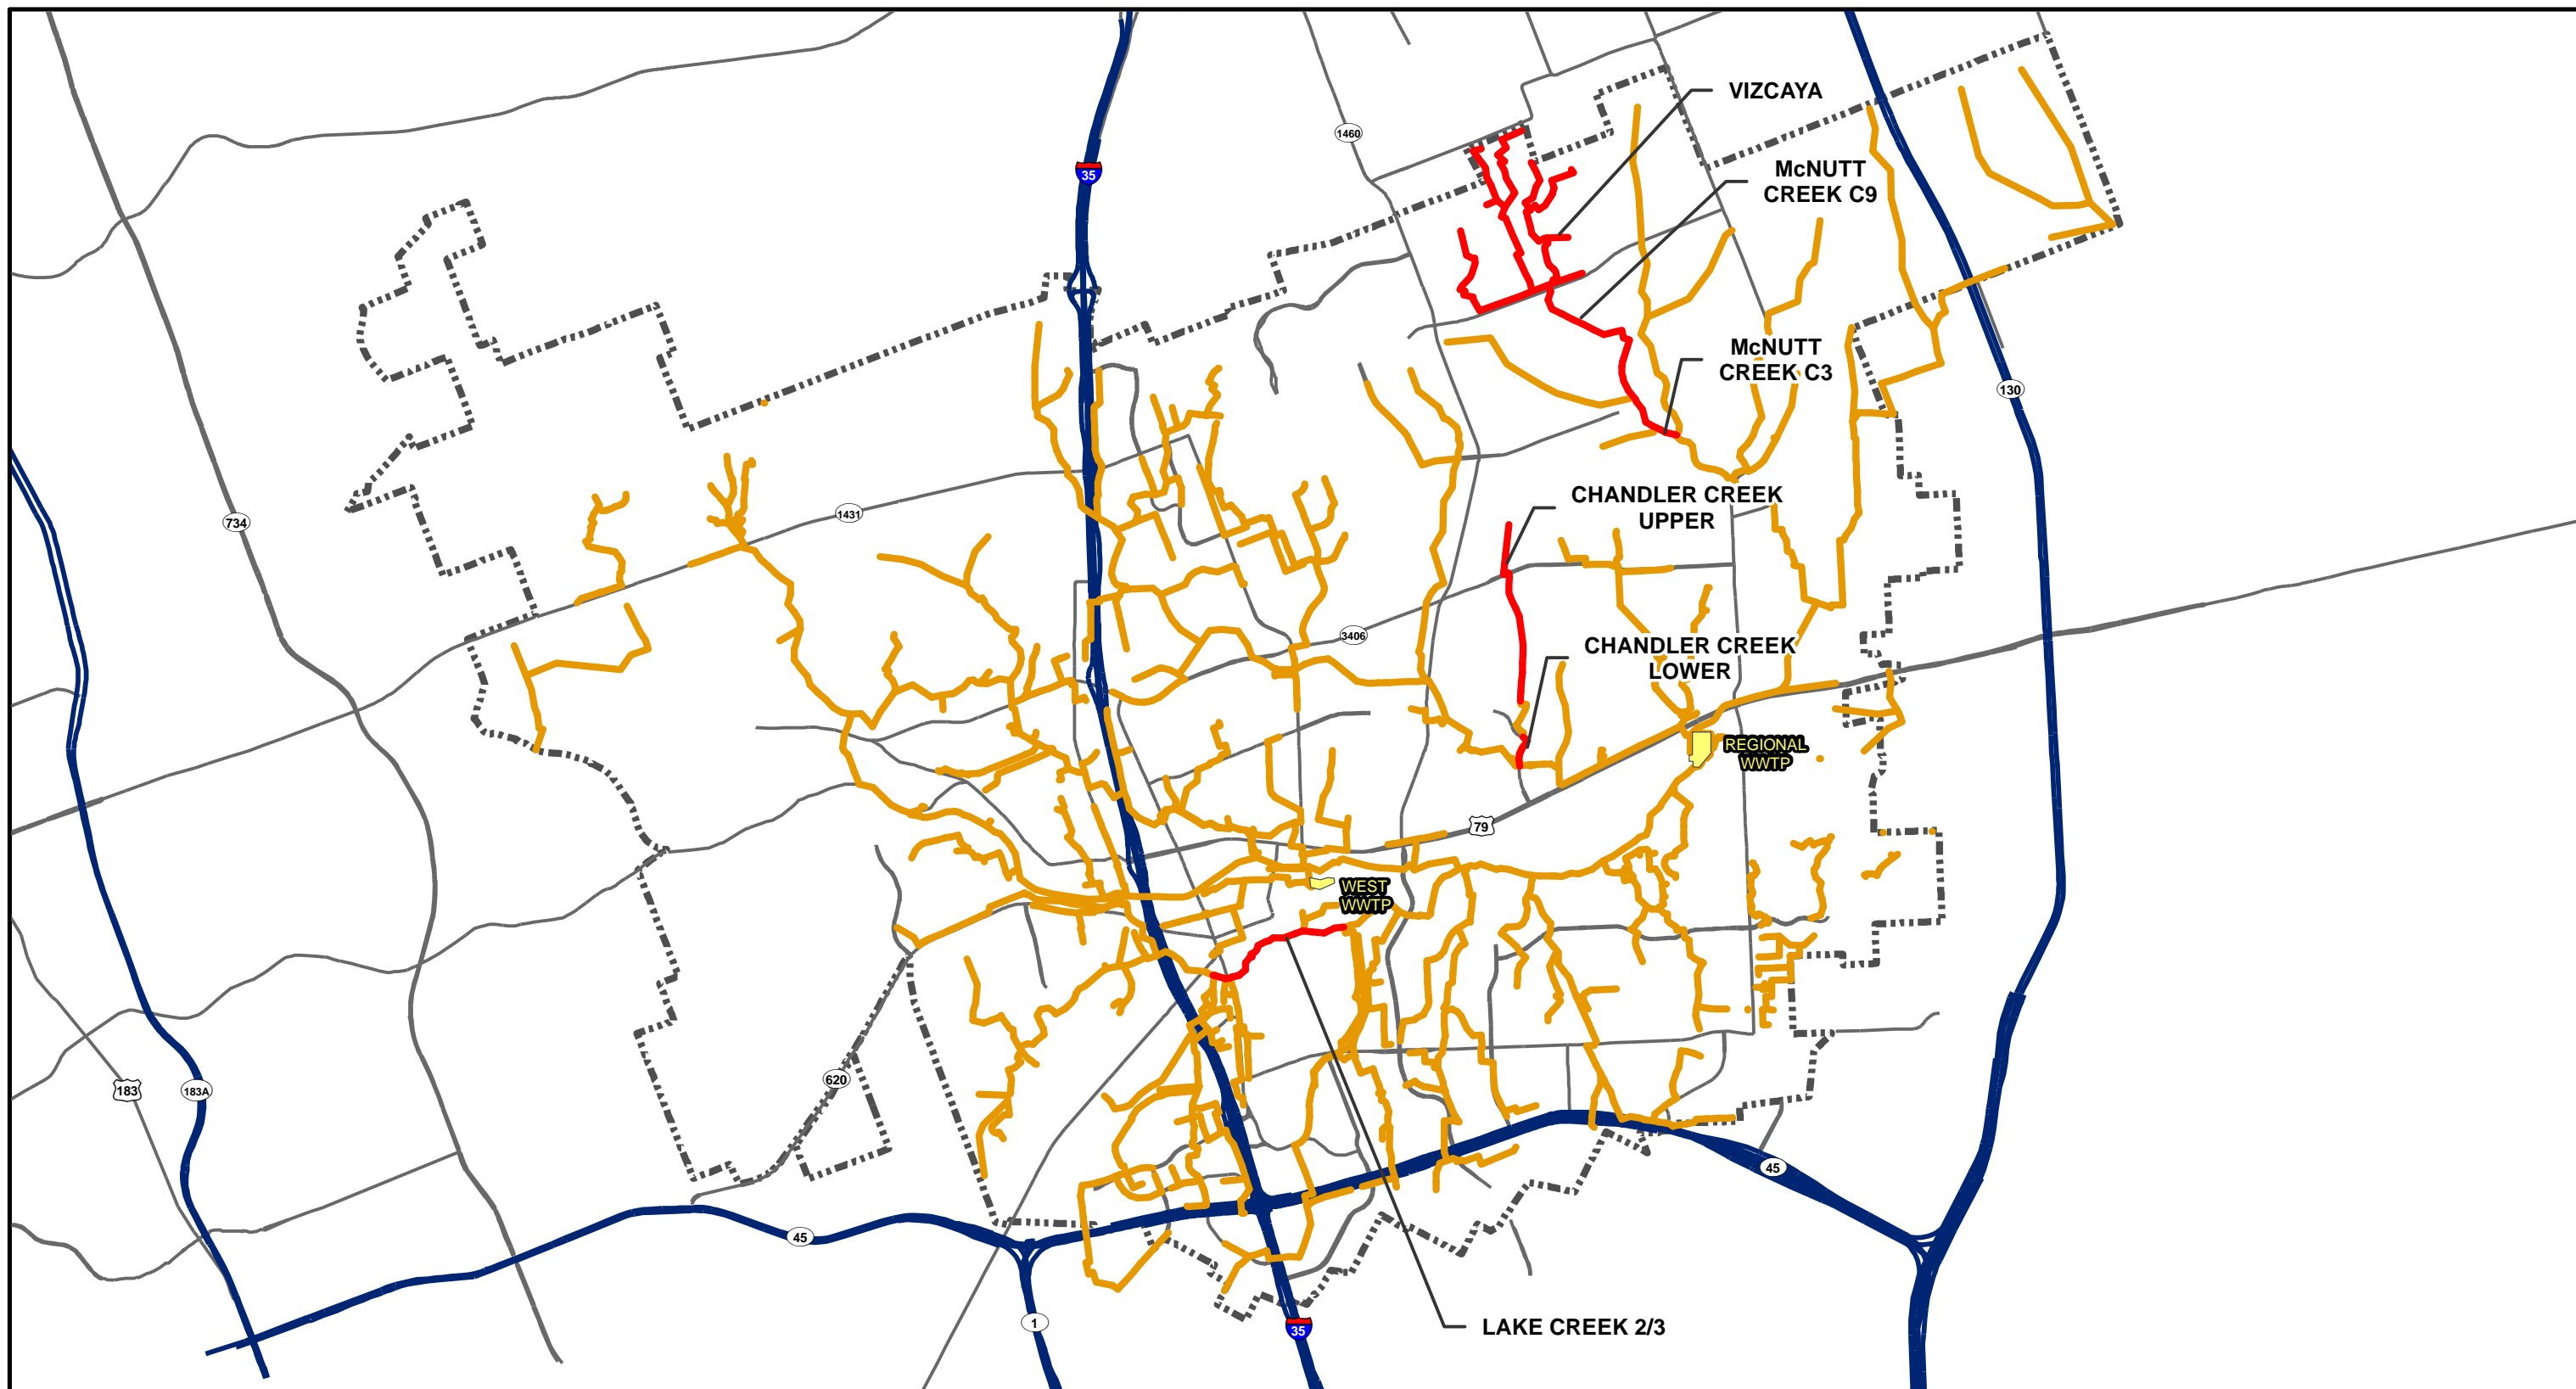 VIZCAYA
1460
McNUTT
CREEK C9
35
McNUTT
CREEK C3
130
CHANDLER CREEK
UPPER
1431
734
3406
CHANDLER CREEK
LOWER
REGIONAL
WWTP
79
WEST
WWTP
620
183
183A
45
45
1
35
LAKE CREEK 2/3